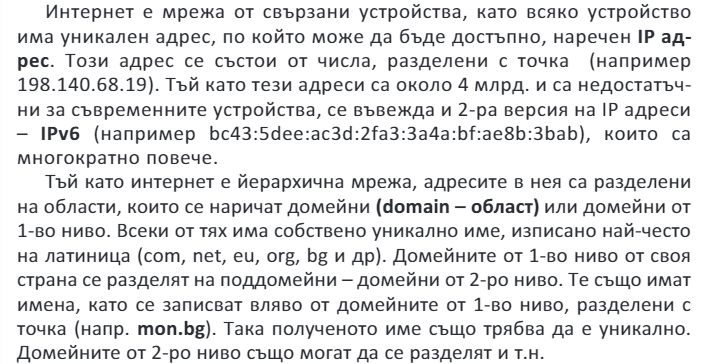 Интернет е мрежа от свързани устройства, като всяко устройство
има уникален адрес, по който може да бъде достъпно, наречен IP ад-
рес. Този адрес се състои от числа, разделени с точка (например
198.140.68.19). Тъй като тези адреси са около 4 млрд. и са недостатъч-
ни за съвременните устройства, се въвежда и 2-ра версия на IP адреси
– IPv6 (например bc43:5dee:ac3d:2fa3:3a4a:bf:ae8b:3bab), които са
многократно повече.
Тъй като интернет е йерархична мрежа, адресите в нея са разделени
на области, които се наричат домейни (domain – област) или домейни от
1-во ниво. Всеки от тях има собствено уникално име, изписано най-често
на латиница (com, net, eu, org, bg и др). Домейните от 1-во ниво от своя
страна се разделят на поддомейни – домейни от 2-ро ниво. Те също имат
имена, като се записват вляво от домейните от 1-во ниво, разделени с
точка (напр. mon.bg). Така полученото име също трябва да е уникално.
Домейните от 2-ро ниво също могат да се разделят и т.н.